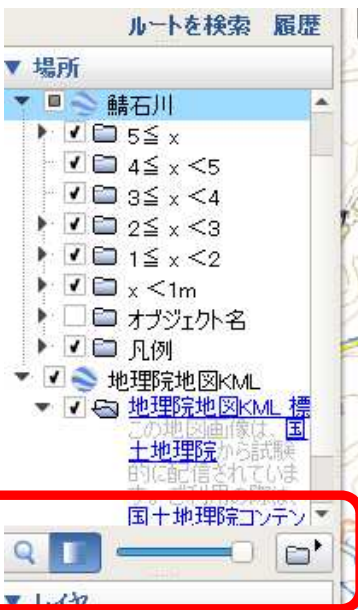 ルートを検索 履歴
場所
鯖石川
5≦ x
4≦ x <5
3≦ x <4
2≦ x <3
1≦ x <2
x <1m
オブジェクト名
凡例
地理院地図KML
地理院地図KML 標
この地図画像は、国
土地理院から試験
的に配信されていま
国土地理院コンテン
レイヤ